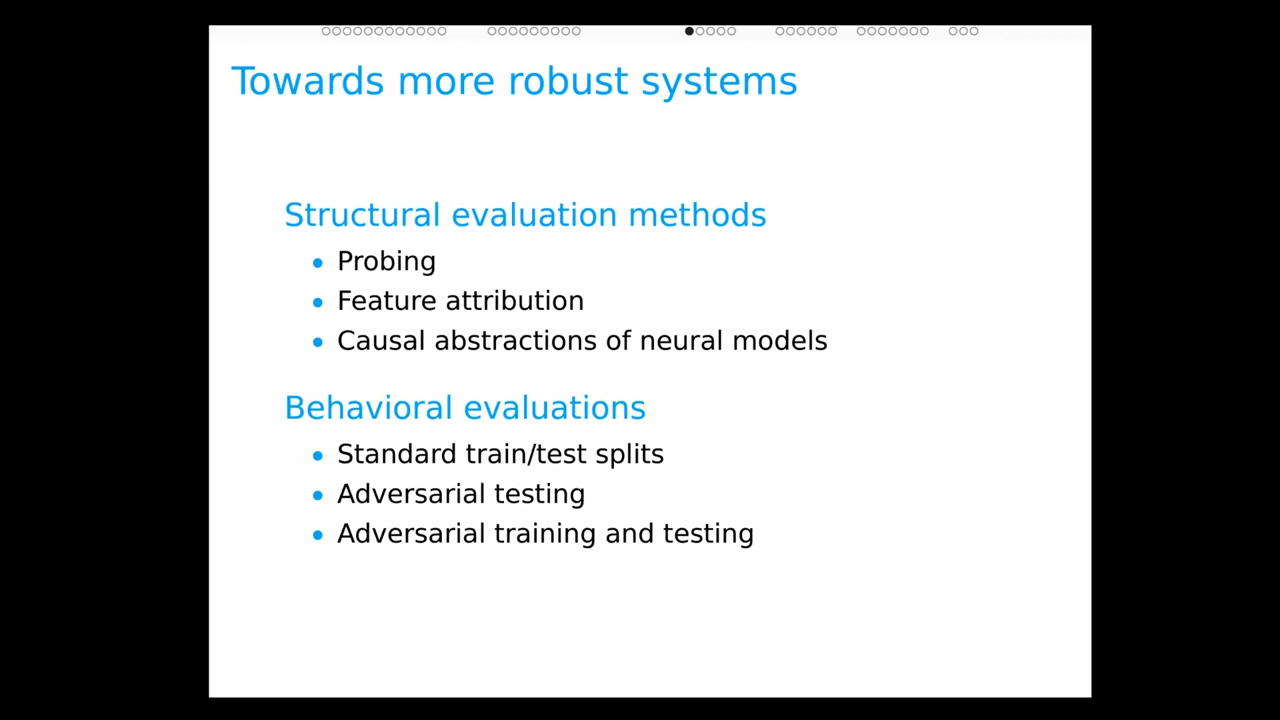 Towards more robust systems
Structural evaluation methods
Probing
Feature attribution
Causal abstractions of neural models
Behavioral evaluations
Standard train/test splits
Adversarial testing
Adversarial training and testing